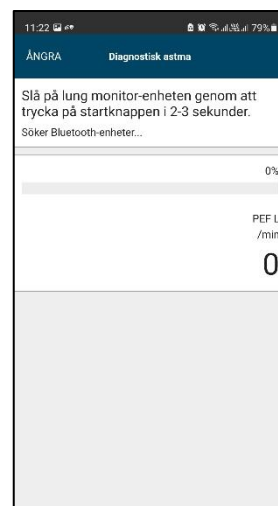 11:22 79%
ÅNGRA Diagnostisk astma
Slå på lung monitor-enheten genom att
trycka på startknappen i 2-3 sekunder.
Söker Bluetooth-enheter...
0%
PEF L
/min
0